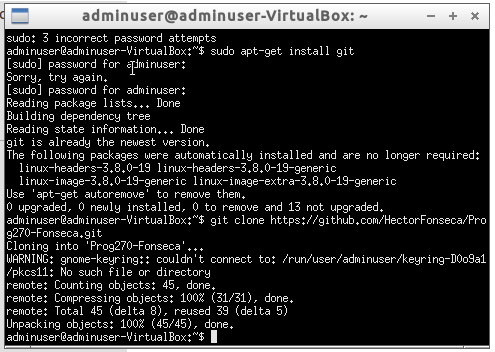 adminuser@adminuser-VirtualBox: ~
sudo: 3 incorrect password attempts
adminuser@adminuser-VirtualBox:~$ sudo apt-get install git
[sudo] password for adminuser:
Sorry, try again.
[sudo] password for adminuser:
Reading package lists... Done
Building dependency tree
Reading state information... Done
git is already the newest version.
The following packages were automatically installed and are no longer required:
  linux-headers-3.8.0-19 linux-headers-3.8.0-19-generic
  linux-image-3.8.0-19-generic linux-image-extra-3.8.0-19-generic
Use 'apt-get autoremove' to remove them.
0 upgraded, 0 newly installed, 0 to remove and 13 not upgraded.
adminuser@adminuser-VirtualBox:~$ git clone https://github.com/HectorFonseca/Pro
g270-Fonseca.git
Cloning into 'Prog270-Fonseca'...
WARNING: gnome-keyring:: couldn't connect to: /run/user/adminuser/keyring-D0o9a1
/pkcs11: No such file or directory
remote: Counting objects: 45, done.
remote: Compressing objects: 100% (31/31), done.
remote: Total 45 (delta 8), reused 39 (delta 5)
Unpacking objects: 100% (45/45), done.
adminuser@adminuser-VirtualBox:~$